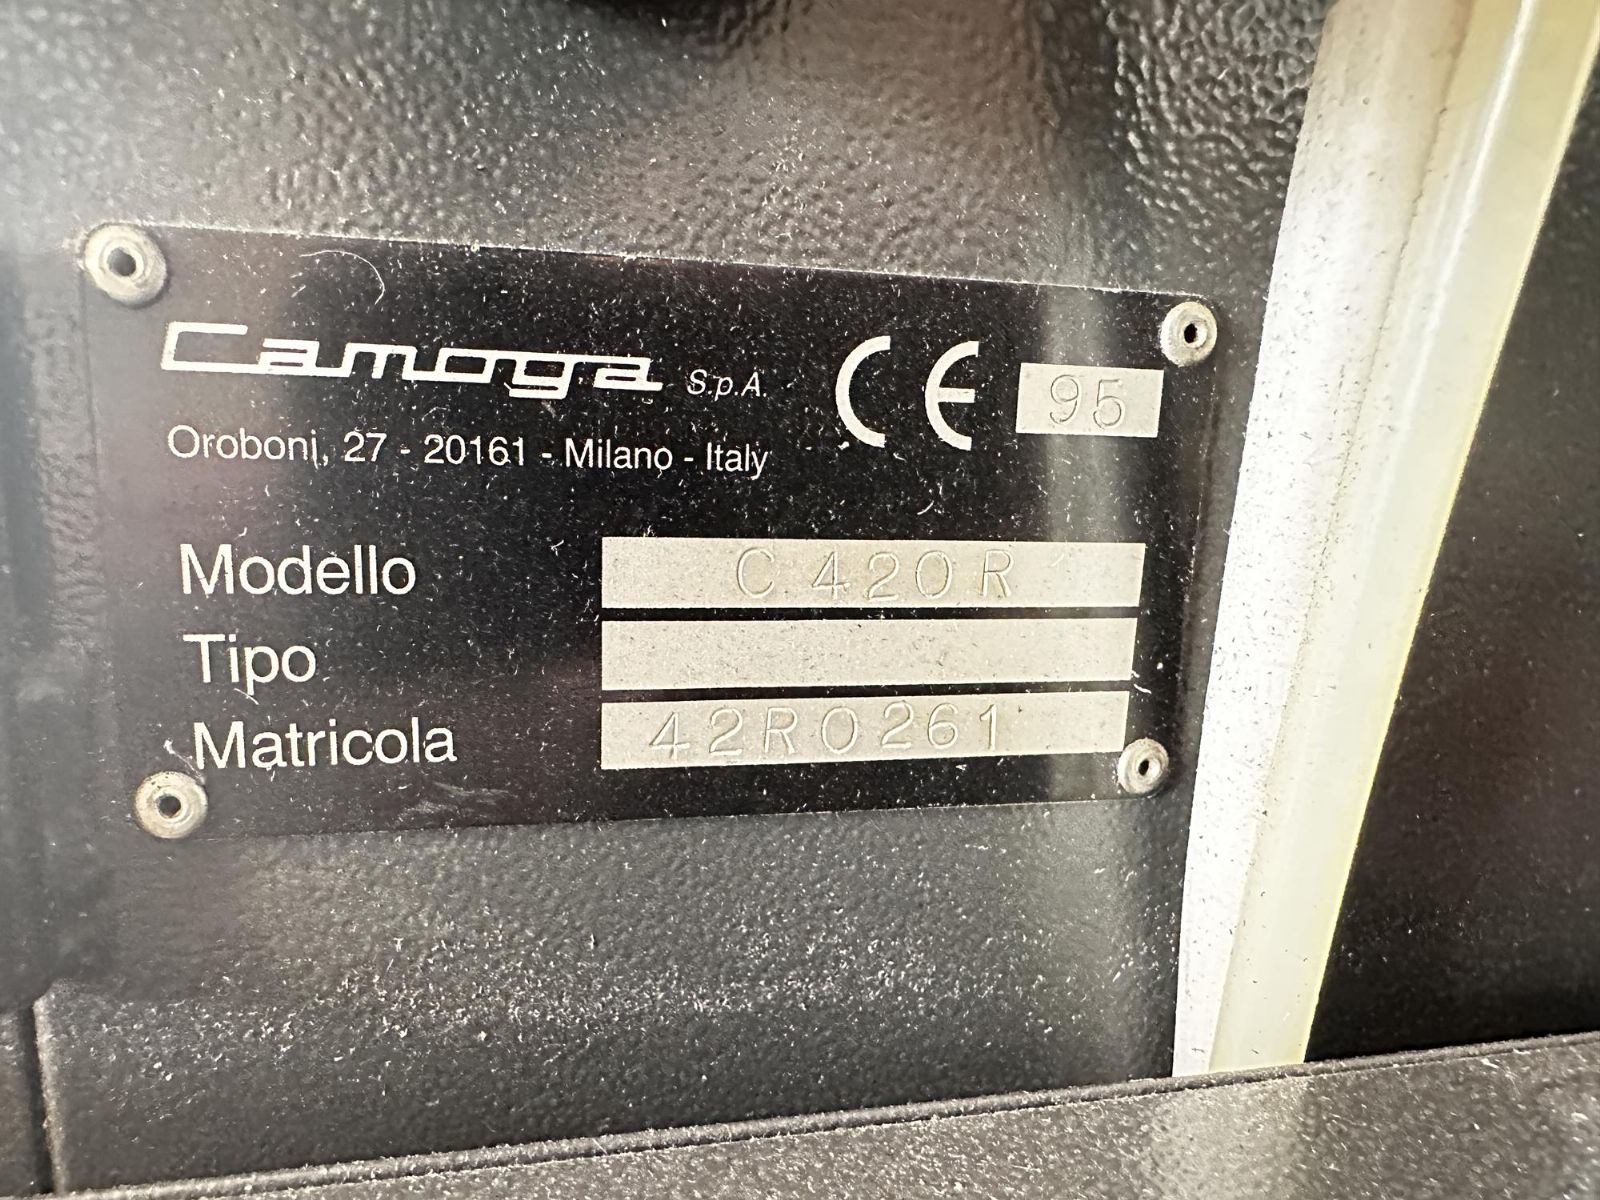 Camoga S.p.A. CE 95
Oroboni, 27 - 20161 - Milano - Italy
Modello C 420 R
Tipo
Matricola 42R0261